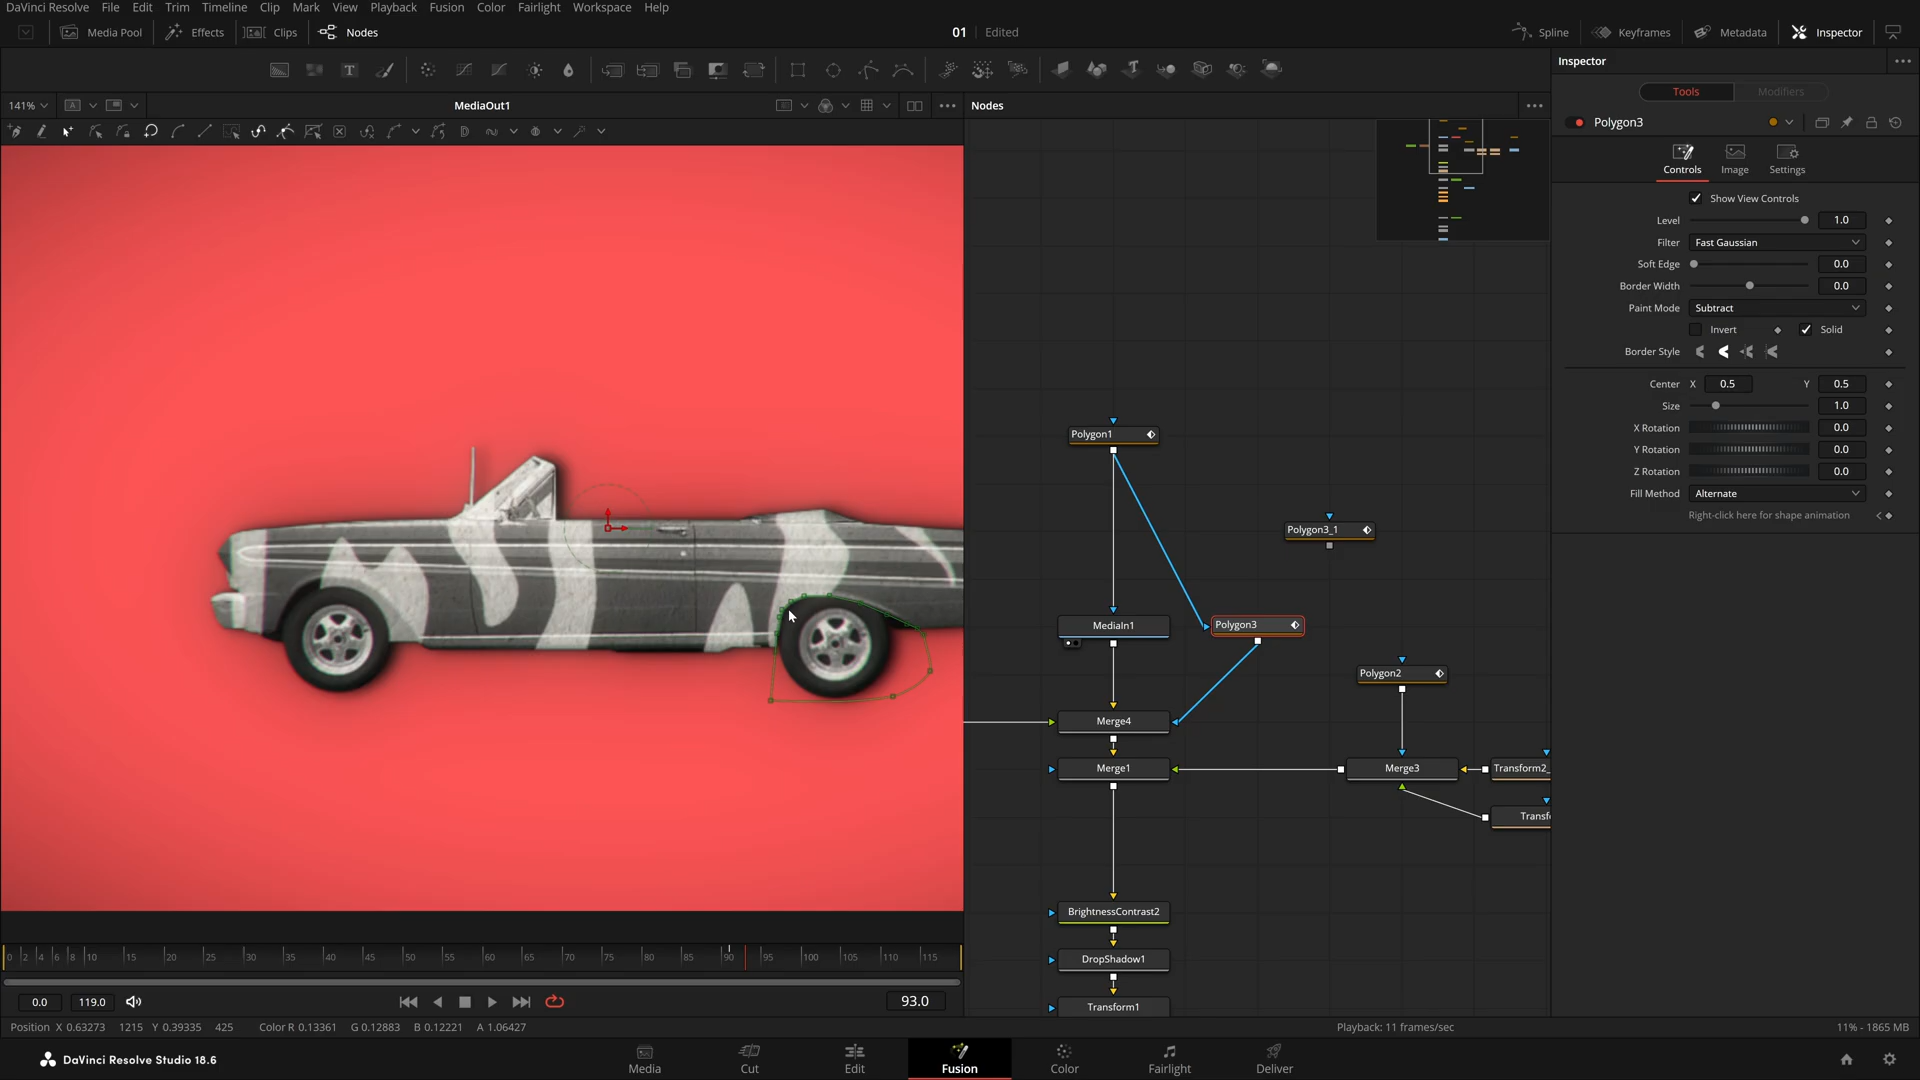 DaVinci Resolve File Edit Trim Timeline Clip Mark View Playback Fusion Color Fairlight Workspace Help
Media Pool Effects Clips Nodes 01 Edited Spline Keyframes Metadata Inspector
Inspector
Tools Modifiers
141% A MediaOut1 Nodes
Polygon3
Controls Image Settings
Show View Controls
Level 1.0
Filter Fast Gaussian
Soft Edge 0.0
Border Width 0.0
Paint Mode Subtract
Invert Solid
Border Style
Center X 0.5 Y 0.5
Size 1.0
X Rotation 0.0
Y Rotation 0.0
Z Rotation 0.0
Fill Method Alternate
Right-click here for shape animation
Polygon1
Polygon3_1
MediaIn1
Polygon3
Polygon2
Merge4
Merge1
Merge3
Transform2_
Transf
BrightnessContrast2
DropShadow1
Transform1
0 2 4 6 8 10 15 20 25 30 35 40 45 50 55 60 65 70 75 80 85 90 95 100 105 110 115
0.0 119.0 93.0
Position X 0.63273 1215 Y 0.39335 425 Color R 0.13361 G 0.12883 B 0.12221 A 1.06427 Playback: 11 frames/sec 11% - 1865 MB
DaVinci Resolve Studio 18.6
Media Cut Edit Fusion Color Fairlight Deliver